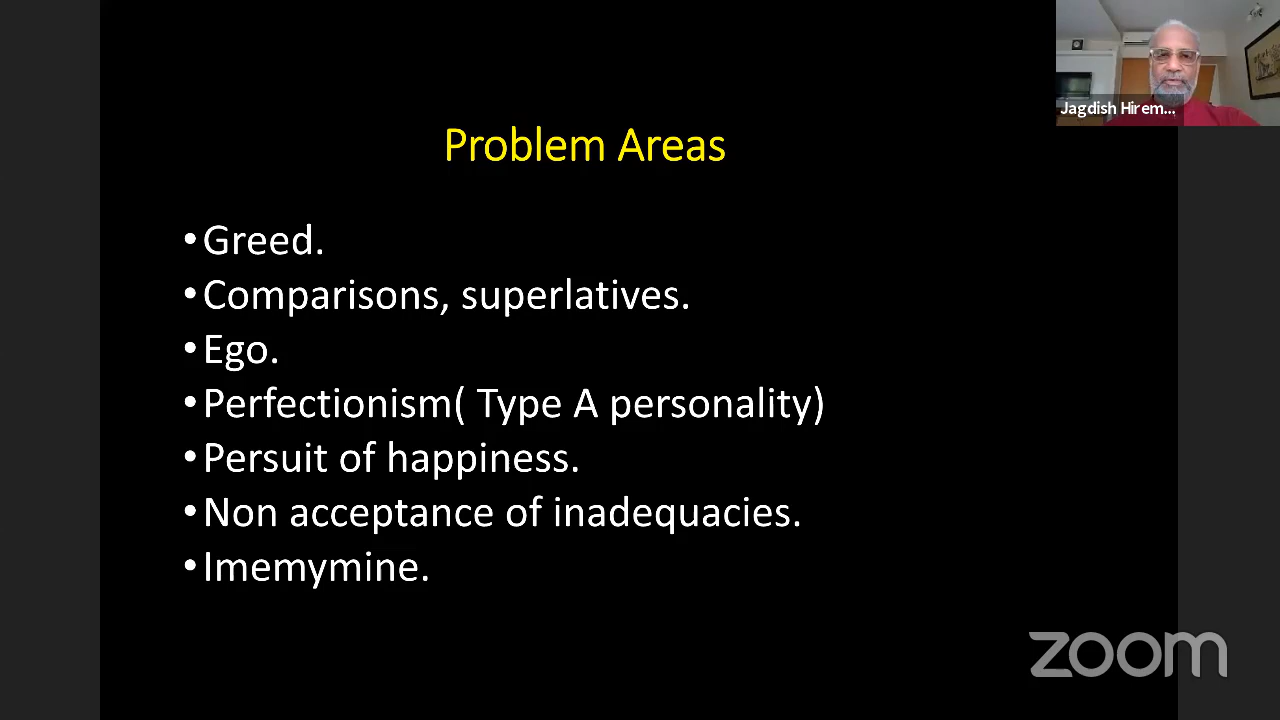 Jagdish Hirem...
Problem Areas
•Greed.
•Comparisons, superlatives.
•Ego.
•Perfectionism( Type A personality)
•Persuit of happiness.
•Non acceptance of inadequacies.
•Imemymine.
zoom